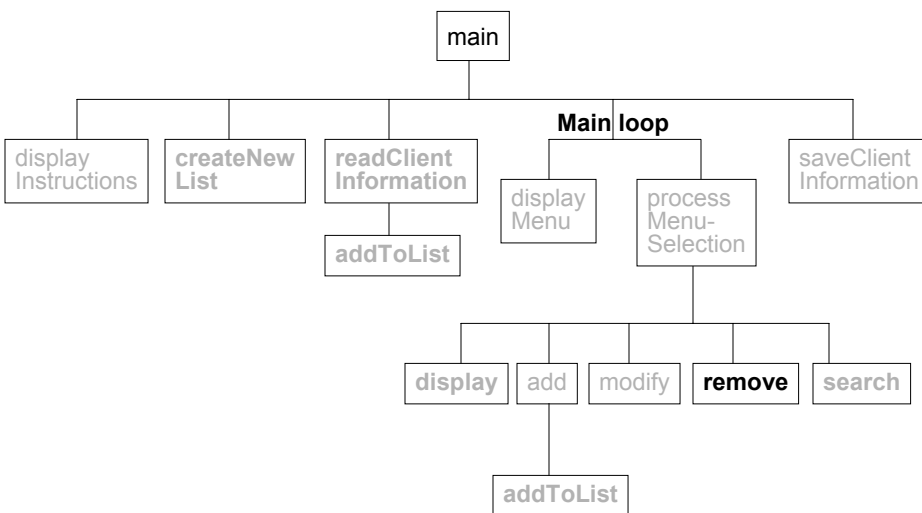 main
Main loop
display
Instructions
createNew
List
readClient
Information
saveClient
Information
display
Menu
process
Menu-
Selection
addToList
display
add
modify
remove
search
addToList